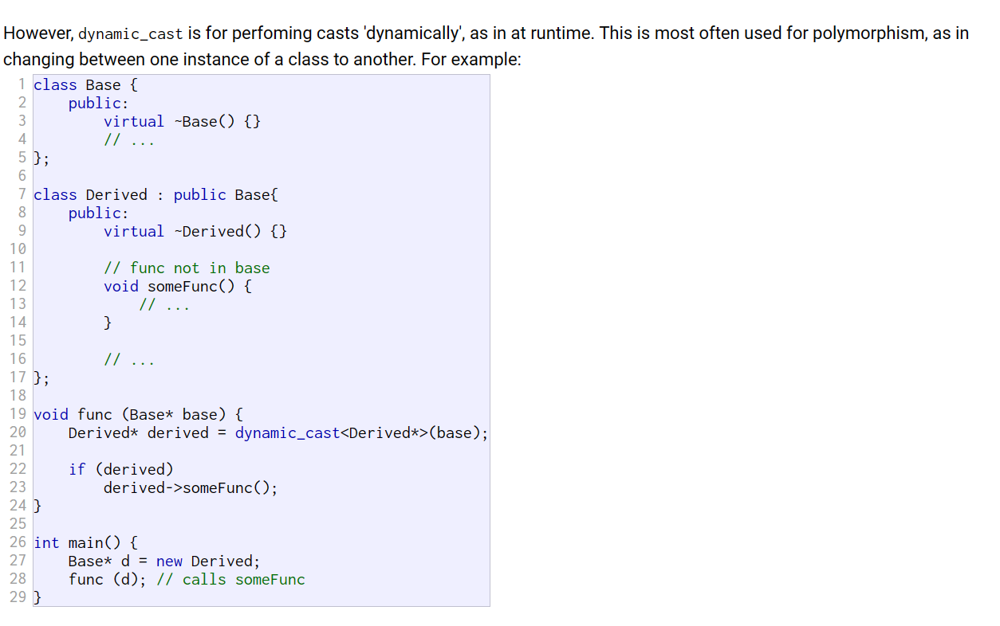 However, dynamic_cast is for perfoming casts 'dynamically', as in at runtime. This is most often used for polymorphism, as in
changing between one instance of a class to another. For example:
1 class Base {
2     public:
3         virtual ~Base() {}
4         // ...
5 };
6
7 class Derived : public Base{
8     public:
9         virtual ~Derived() {}
10
11         // func not in base
12         void someFunc() {
13             // ...
14         }
15
16         // ...
17 };
18
19 void func (Base* base) {
20     Derived* derived = dynamic_cast<Derived*>(base);
21
22     if (derived)
23         derived->someFunc();
24 }
25
26 int main() {
27     Base* d = new Derived;
28     func (d); // calls someFunc
29 }